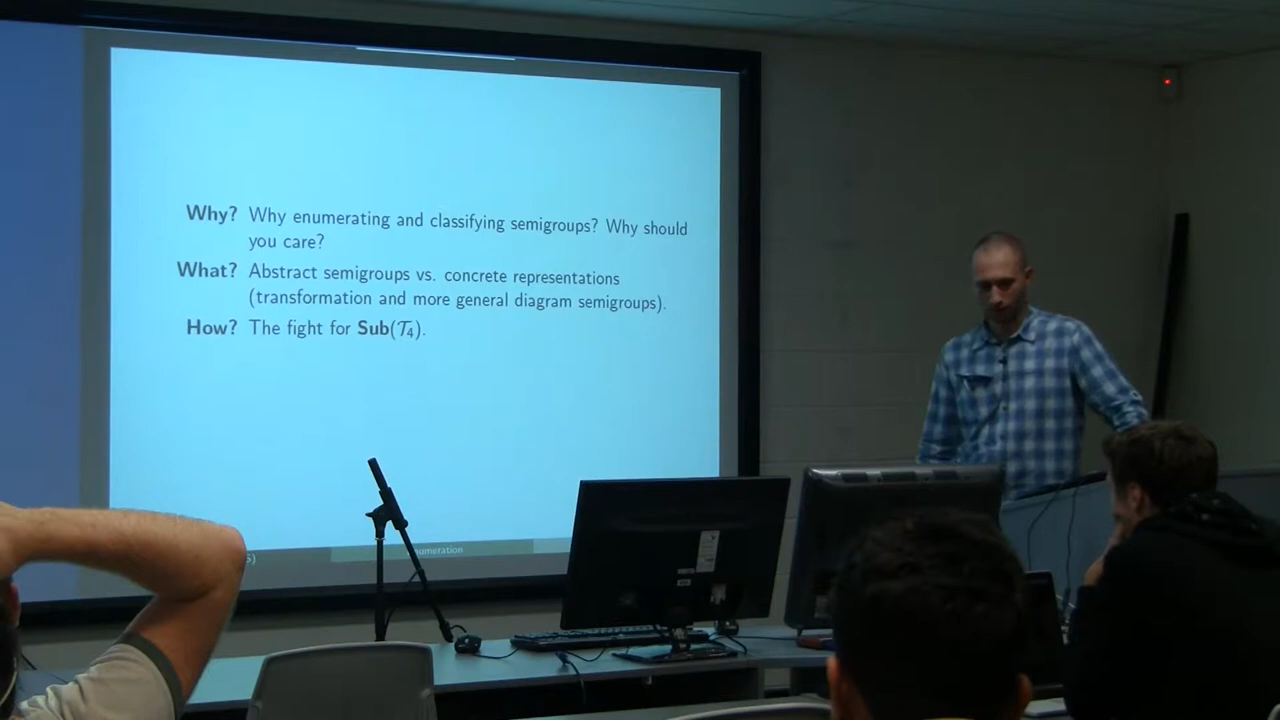 Why? Why enumerating and classifying semigroups? Why should
you care?
What? Abstract semigroups vs. concrete representations
(transformation and more general diagram semigroups).
How? The fight for Sub(𝒯₄).